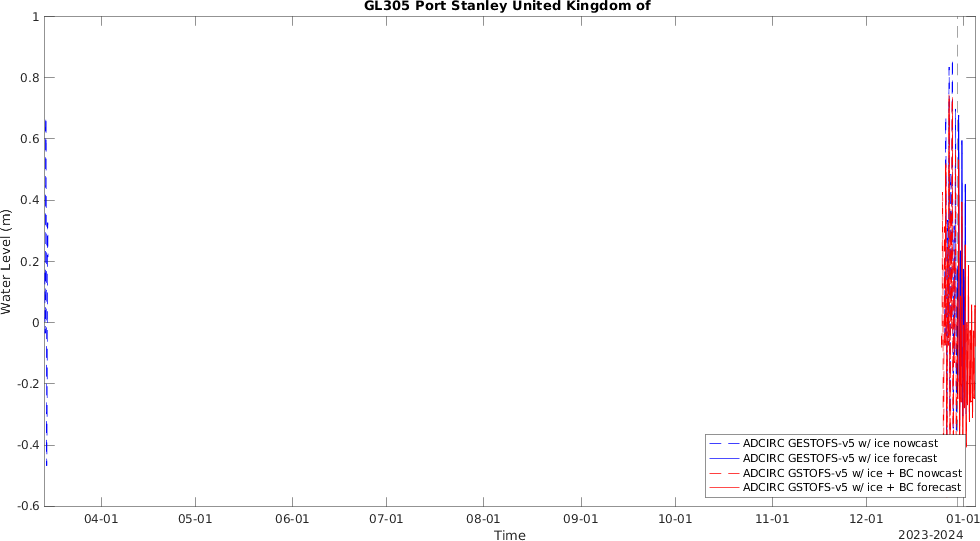 GL305 Port Stanley United Kingdom of
1
0.8
0.6
0.4
0.2
0
-0.2
-0.4
-0.6
Water Level (m)
ADCIRC GESTOFS-v5 w/ ice nowcast
ADCIRC GESTOFS-v5 w/ ice forecast
ADCIRC GSTOFS-v5 w/ ice + BC nowcast
ADCIRC GSTOFS-v5 w/ ice + BC forecast
04-01 05-01 06-01 07-01 08-01 09-01 10-01 11-01 12-01 01-01
Time
2023-2024